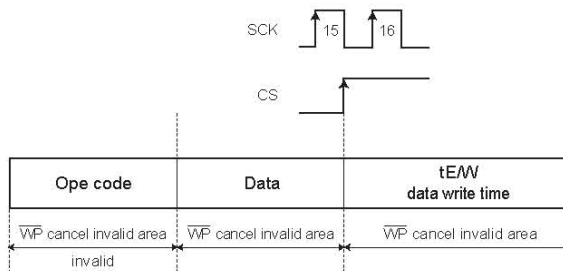 SCK
15
16
CS
Ope code
Data
tE/W
data write time
WP cancel invalid area
WP cancel invalid area
WP cancel invalid area
invalid